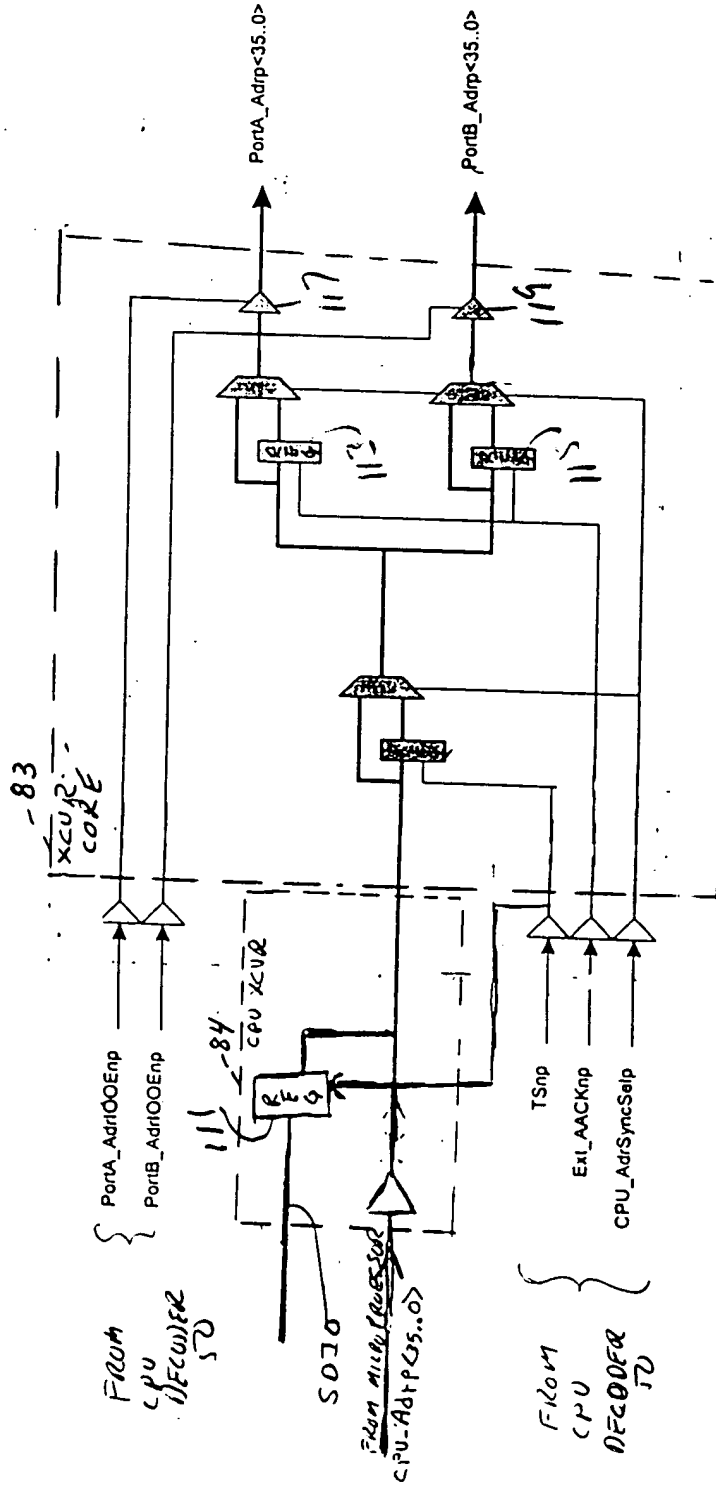 FROM
CPU
DECODER
50
PortA_AdrIOOEnp
PortB_AdrIOOEnp
-83
XCVR
CORE
-84
CPU XCVR
111
REG
FROM MICROPROCESSOR
CPU_Adrp<35..0>
FROM
CPU
DECODER
50
TSnp
Ext_AACKnp
CPU_AdrSyncSelp
117
119
PortA_Adrp<35..0>
PortB_Adrp<35..0>